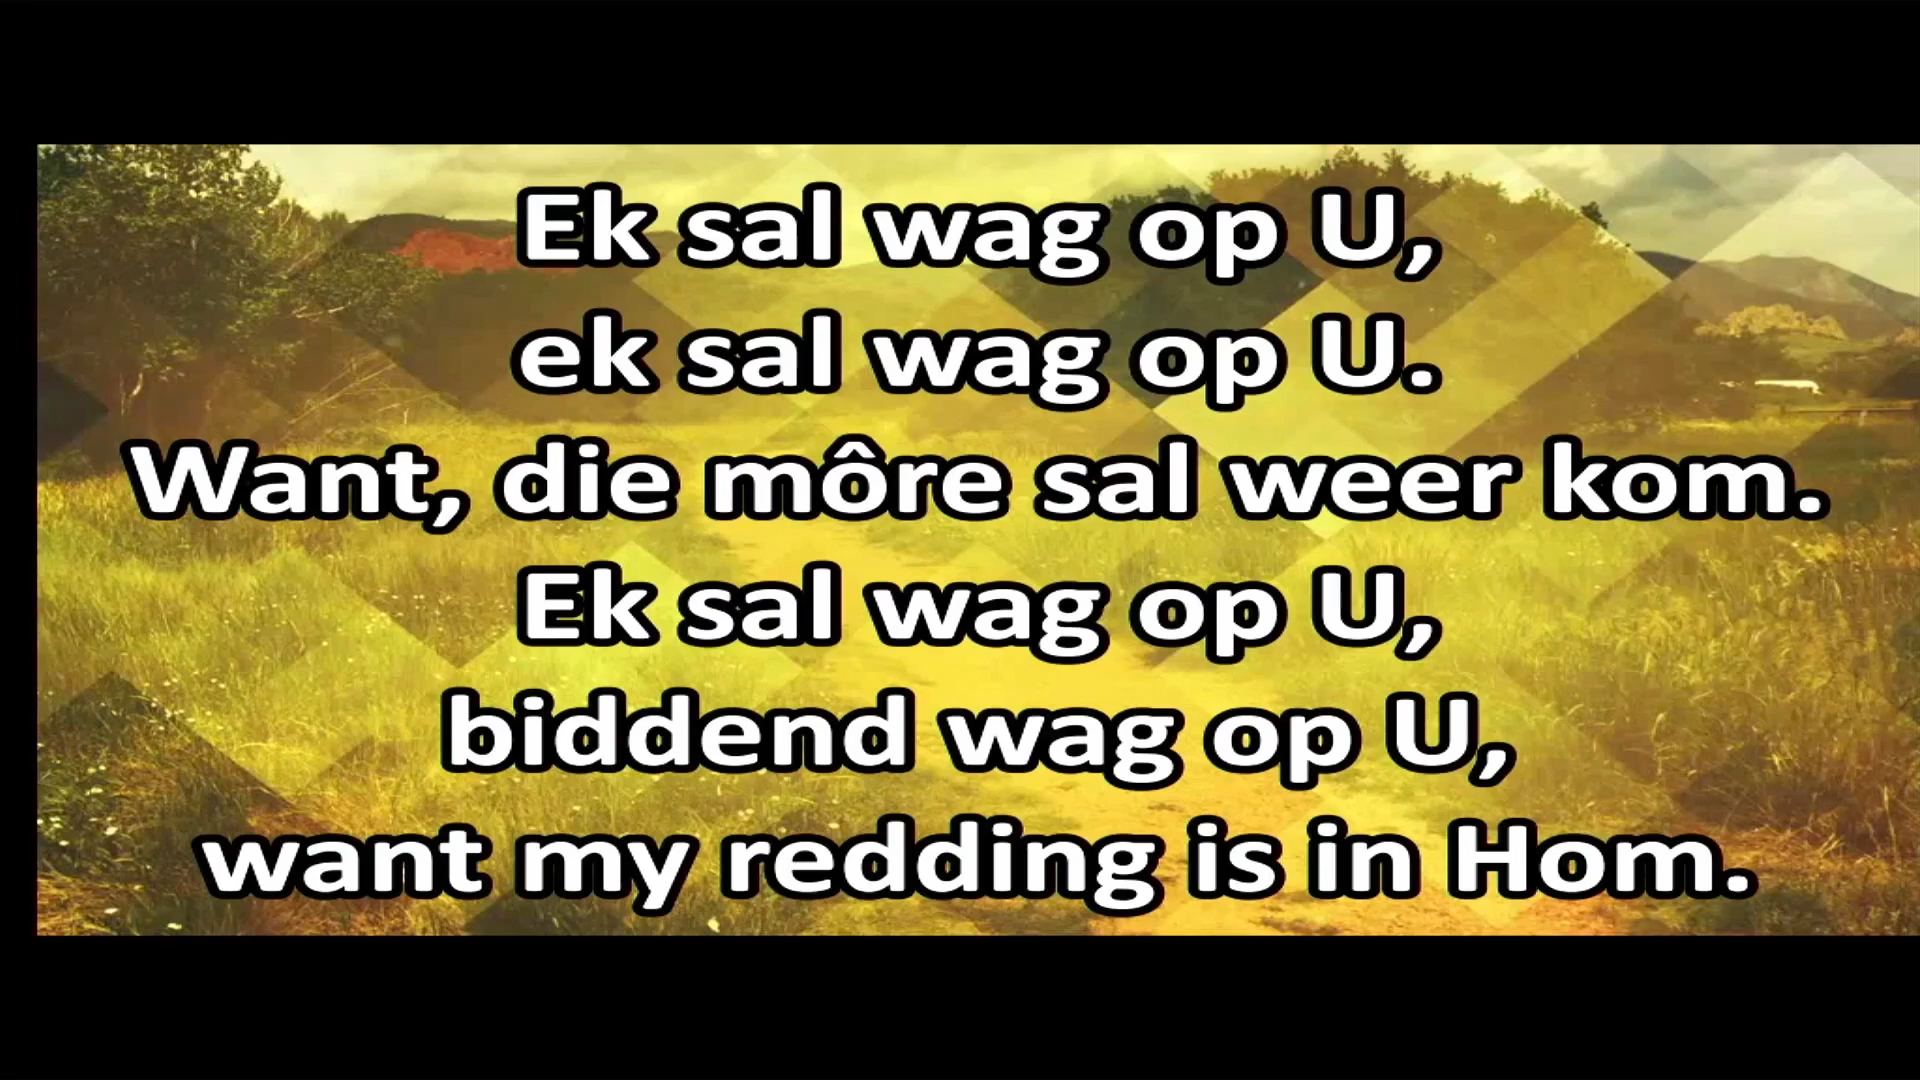 Ek sal wag op U,
ek sal wag op U.
Want, die môre sal weer kom.
Ek sal wag op U,
biddend wag op U,
want my redding is in Hom.